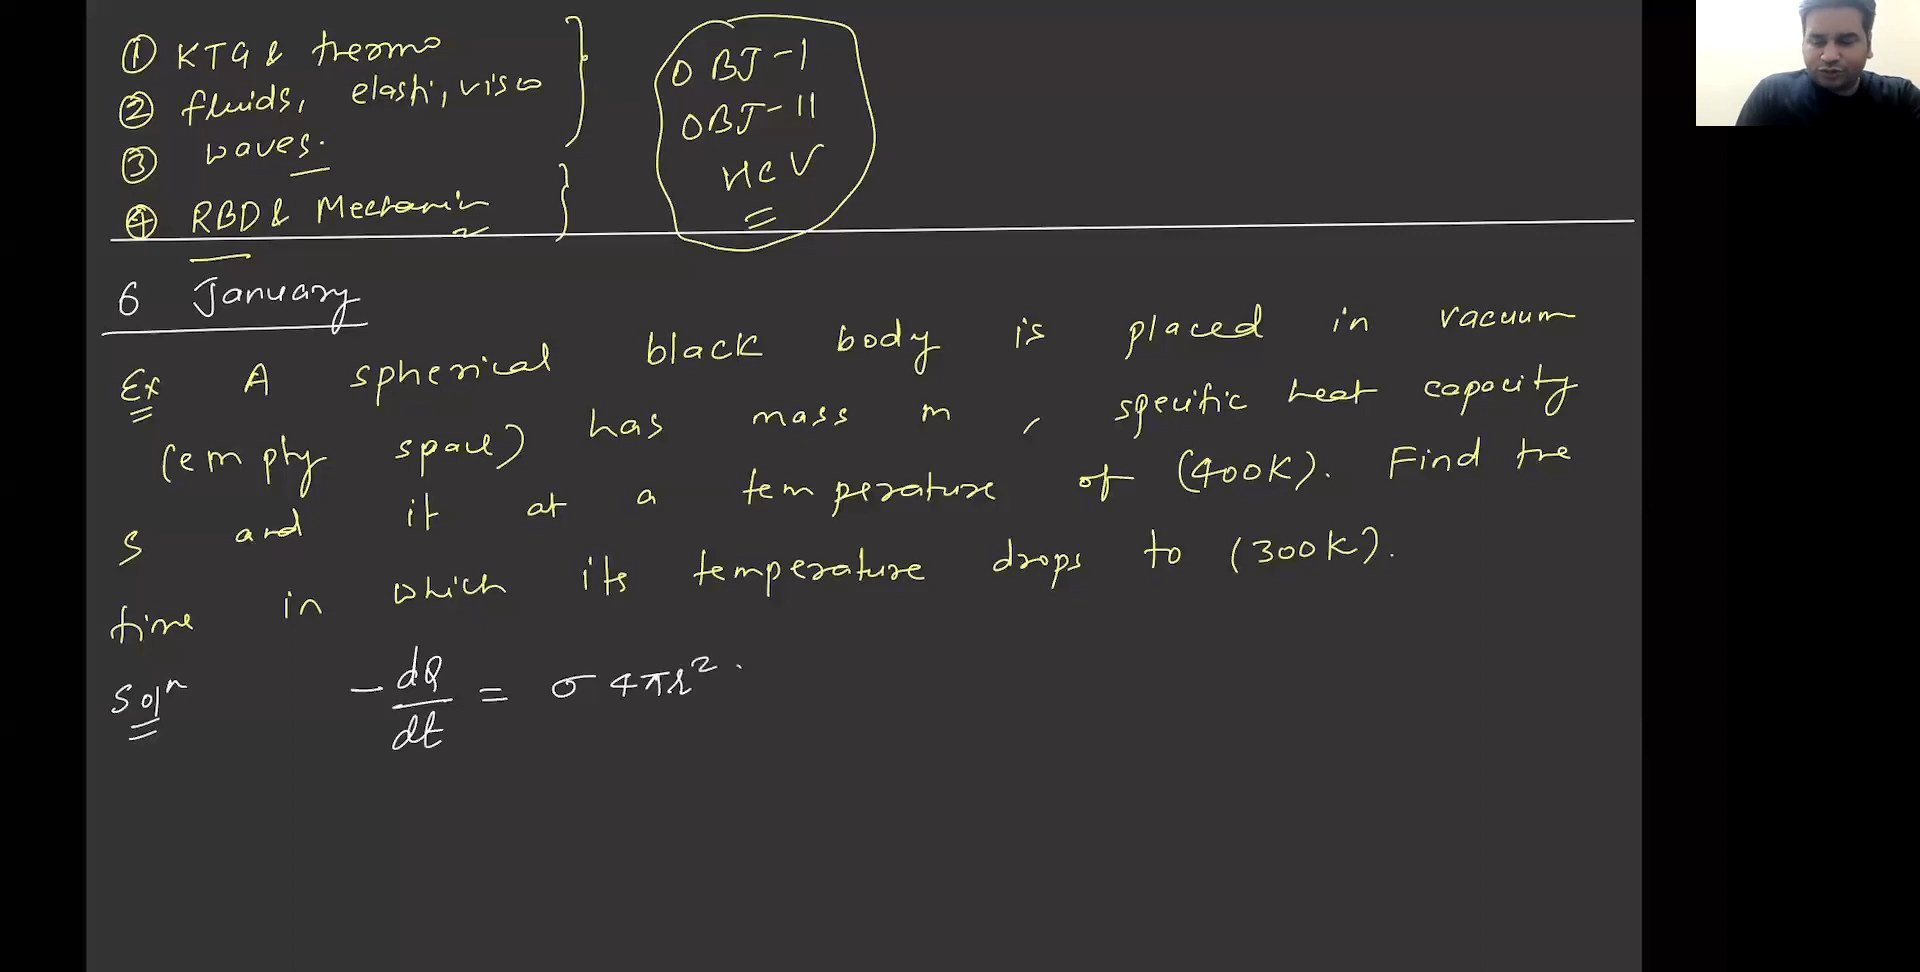 ① KTG & thermo
② fluids, elasti, visco
③ waves.
④ RBD &
OBJ-I
OBJ-II
HCV
6 January
Ex A spherical black body is placed in vacuum
(empty space) has mass m, specific heat capacity
S and it at a temperature of (400K). Find the
time in which its temperature drops to (300K).
Solⁿ -dQ/dt = σ4πr².